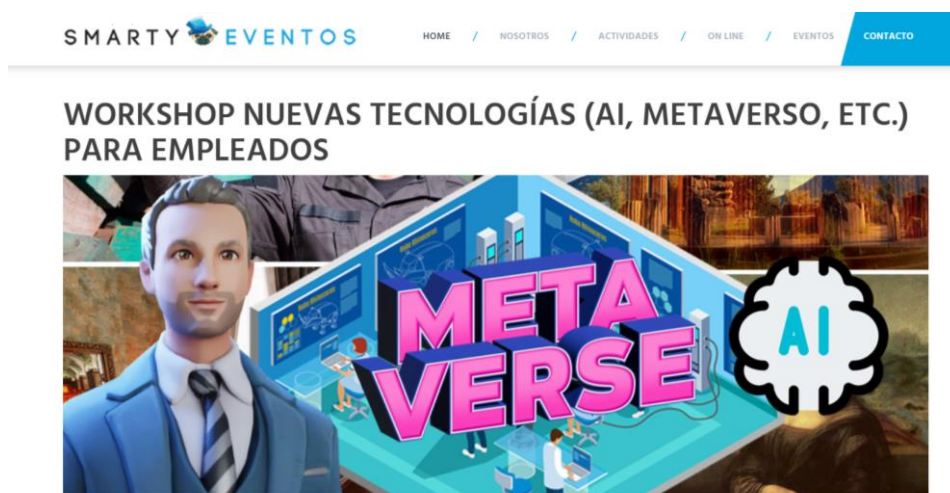 SMARTY EVENTOS
HOME / NOSOTROS / ACTIVIDADES / ON LINE / EVENTOS CONTACTO
WORKSHOP NUEVAS TECNOLOGÍAS (AI, METAVERSO, ETC.)
PARA EMPLEADOS
META
VERSE
AI